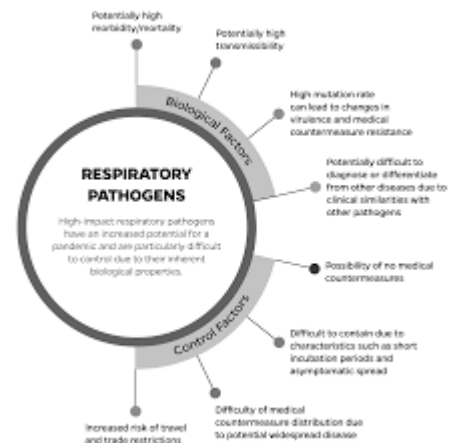 Potentially high
morbidity/mortality
Potentially high
transmissibility
High mutation rate
can lead to changes in
virulence and medical
countermeasure resistance
Biological Factors
Potentially difficult to
diagnose or differentiate
from other diseases due to
clinical similarities with
other pathogens
RESPIRATORY
PATHOGENS
High-impact respiratory pathogens
have an increased potential for a
pandemic and are particularly difficult
to control due to their inherent
biological properties.
Possibility of no medical
countermeasures
Control Factors
Difficult to contain due to
characteristics such as short
incubation periods and
asymptomatic spread
Difficulty of medical
countermeasure distribution due
to potential widespread disease
Increased risk of travel
and trade restrictions